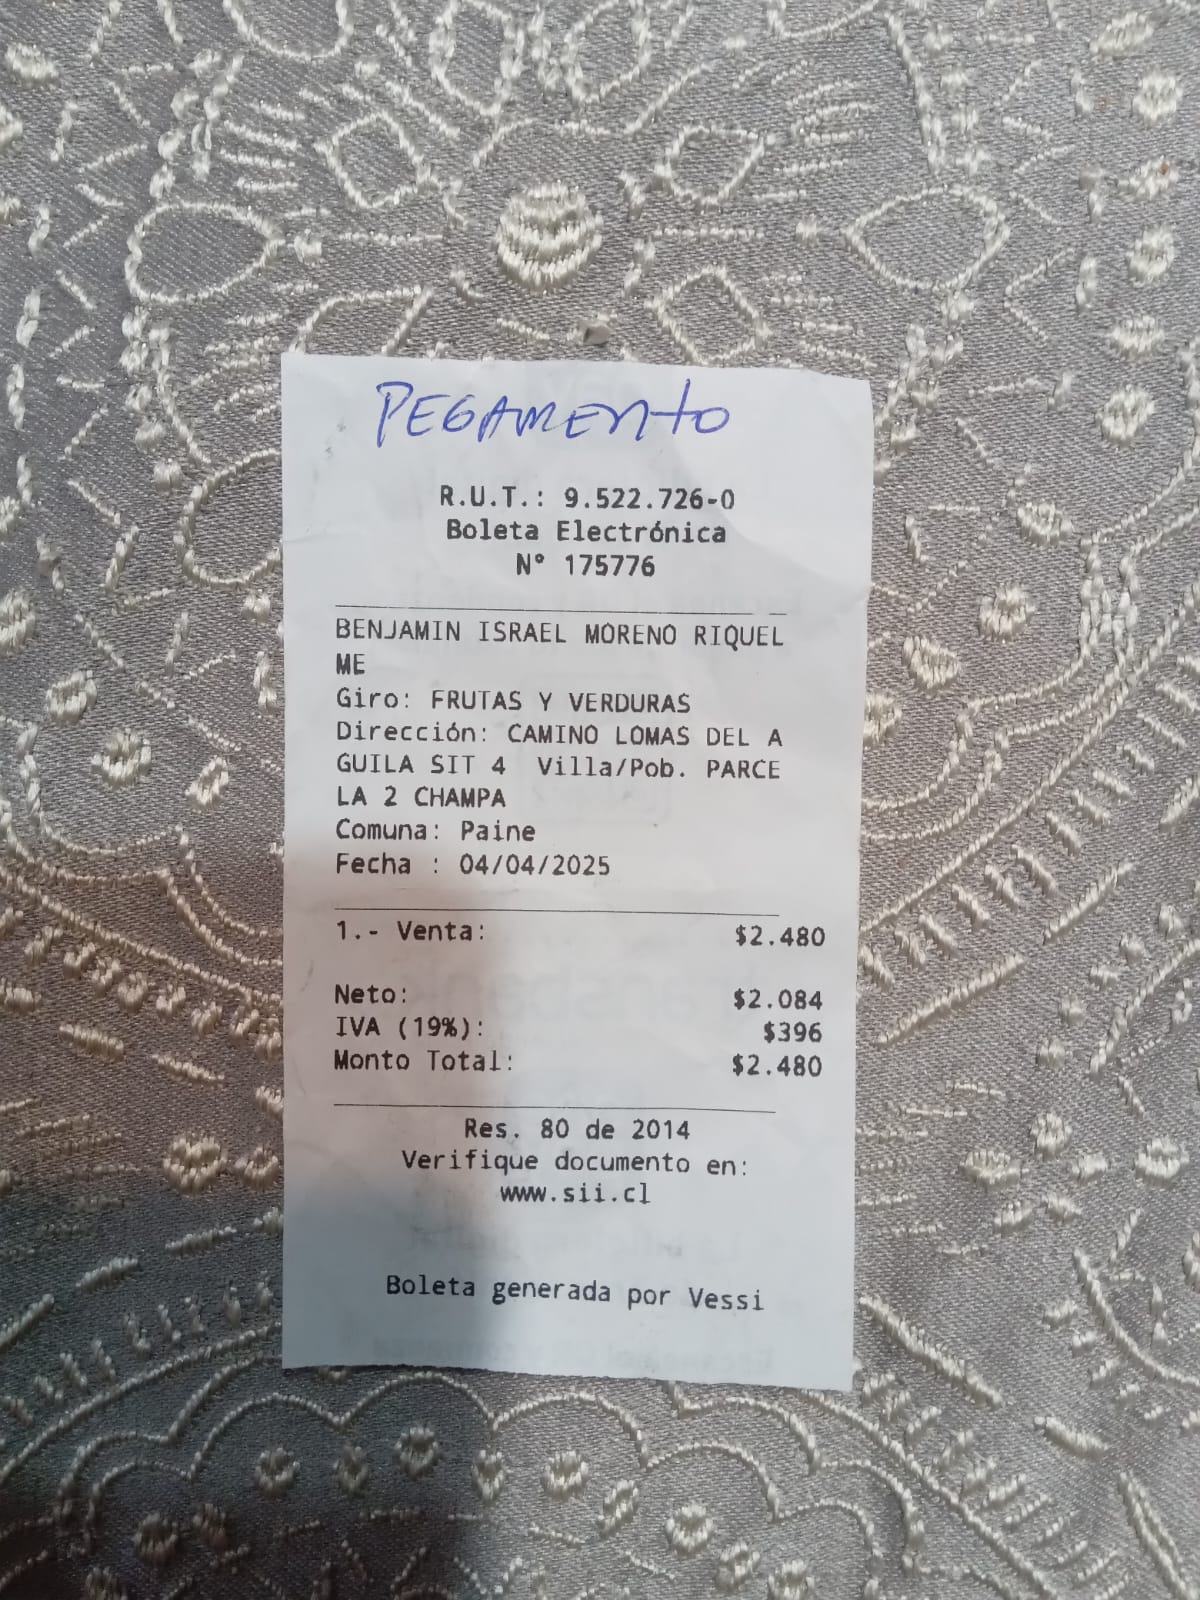 PEGAMENTO
R.U.T.: 9.522.726-0
Boleta Electrónica
N° 175776
BENJAMIN ISRAEL MORENO RIQUEL
ME
Giro: FRUTAS Y VERDURAS
Dirección: CAMINO LOMAS DEL A
GUILA SIT 4 Villa/Pob. PARCE
LA 2 CHAMPA
Comuna: Paine
Fecha : 04/04/2025
1.- Venta: $2.480
Neto: $2.084
IVA (19%): $396
Monto Total: $2.480
Res. 80 de 2014
Verifique documento en:
www.sii.cl
Boleta generada por Vessi